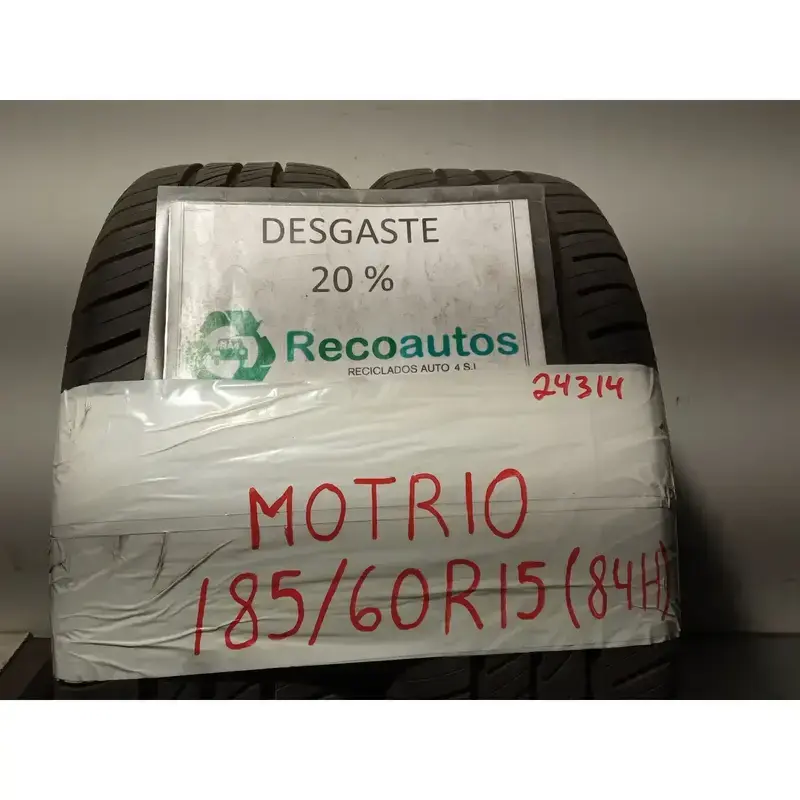 DESGASTE
20 %
Recoautos
RECICLADOS AUTO 4 S.l
24314
MOTRIO
185/60R15 (84H)